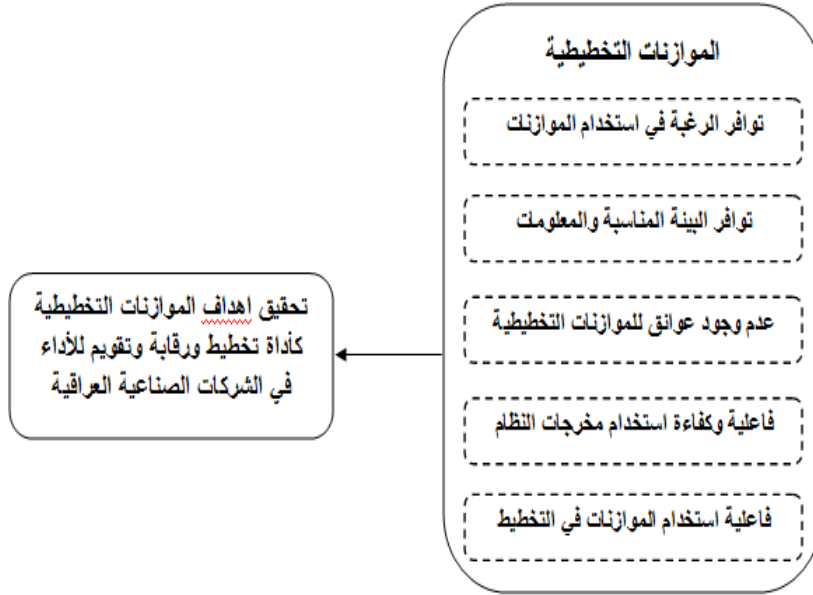 الموازنات التخطيطية
توافر الرغبة في استخدام الموازنات
توافر البيئة المناسبة والمعلومات
عدم وجود عوائق للموازنات التخطيطية
فاعلية وكفاءة استخدام مخرجات النظام
فاعلية استخدام الموازنات في التخطيط
تحقيق اهداف الموازنات التخطيطية
كأداة تخطيط ورقابة وتقويم للأداء
في الشركات الصناعية العراقية